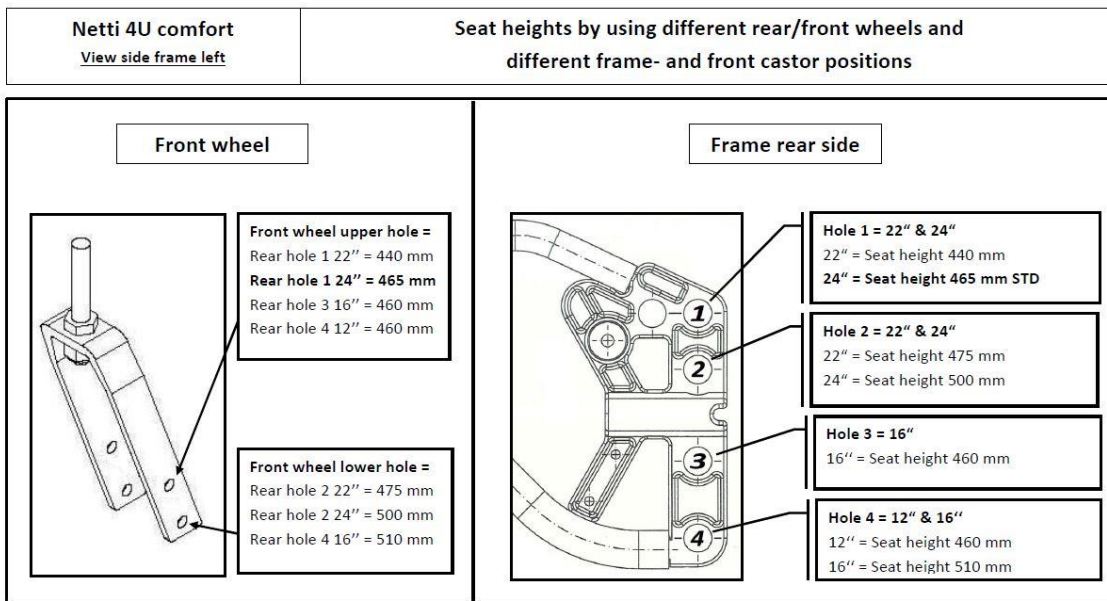 Netti 4U comfort
View side frame left
Seat heights by using different rear/front wheels and
different frame- and front castor positions
Front wheel
Front wheel upper hole =
Rear hole 1 22’’ = 440 mm
Rear hole 1 24’’ = 465 mm
Rear hole 3 16’’ = 460 mm
Rear hole 4 12’’ = 460 mm
Front wheel lower hole =
Rear hole 2 22’’ = 475 mm
Rear hole 2 24’’ = 500 mm
Rear hole 4 16’’ = 510 mm
Frame rear side
1
2
3
4
Hole 1 = 22“ & 24“
22“ = Seat height 440 mm
24“ = Seat height 465 mm STD
Hole 2 = 22“ & 24“
22“ = Seat height 475 mm
24“ = Seat height 500 mm
Hole 3 = 16“
16‘‘ = Seat height 460 mm
Hole 4 = 12“ & 16‘‘
12‘‘ = Seat height 460 mm
16‘‘ = Seat height 510 mm